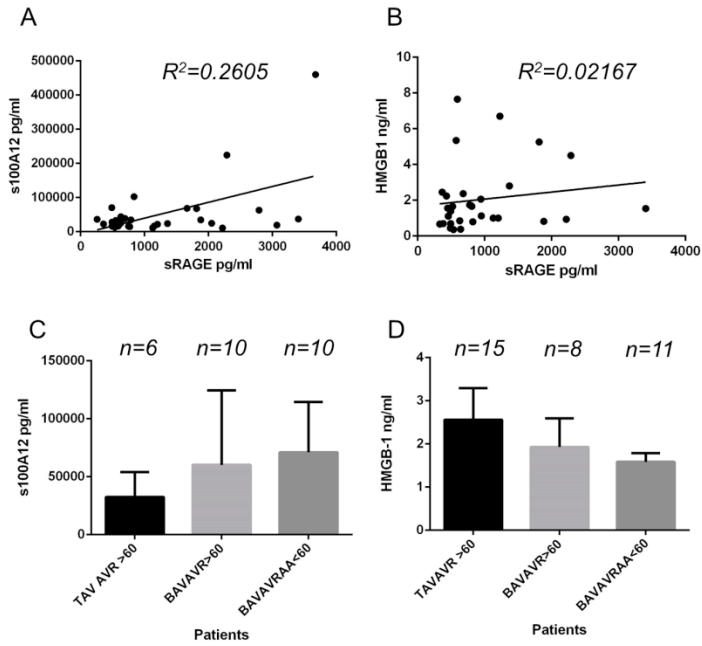 A
R²=0.2605
s100A12 pg/ml
500000
400000
300000
200000
100000
0
0 1000 2000 3000 4000
sRAGE pg/ml
B
R²=0.02167
HMGB1 ng/ml
10
8
6
4
2
0
0 1000 2000 3000 4000
sRAGE pg/ml
C
n=6 n=10 n=10
s100A12 pg/ml
150000
100000
50000
0
TAV AVR >60
BAVAVR>60
BAVAVRAA<60
Patients
D
n=15 n=8 n=11
HMGB-1 ng/ml
4
3
2
1
0
TAVAVR >60
BAVAVR>60
BAVAVRAA<60
Patients